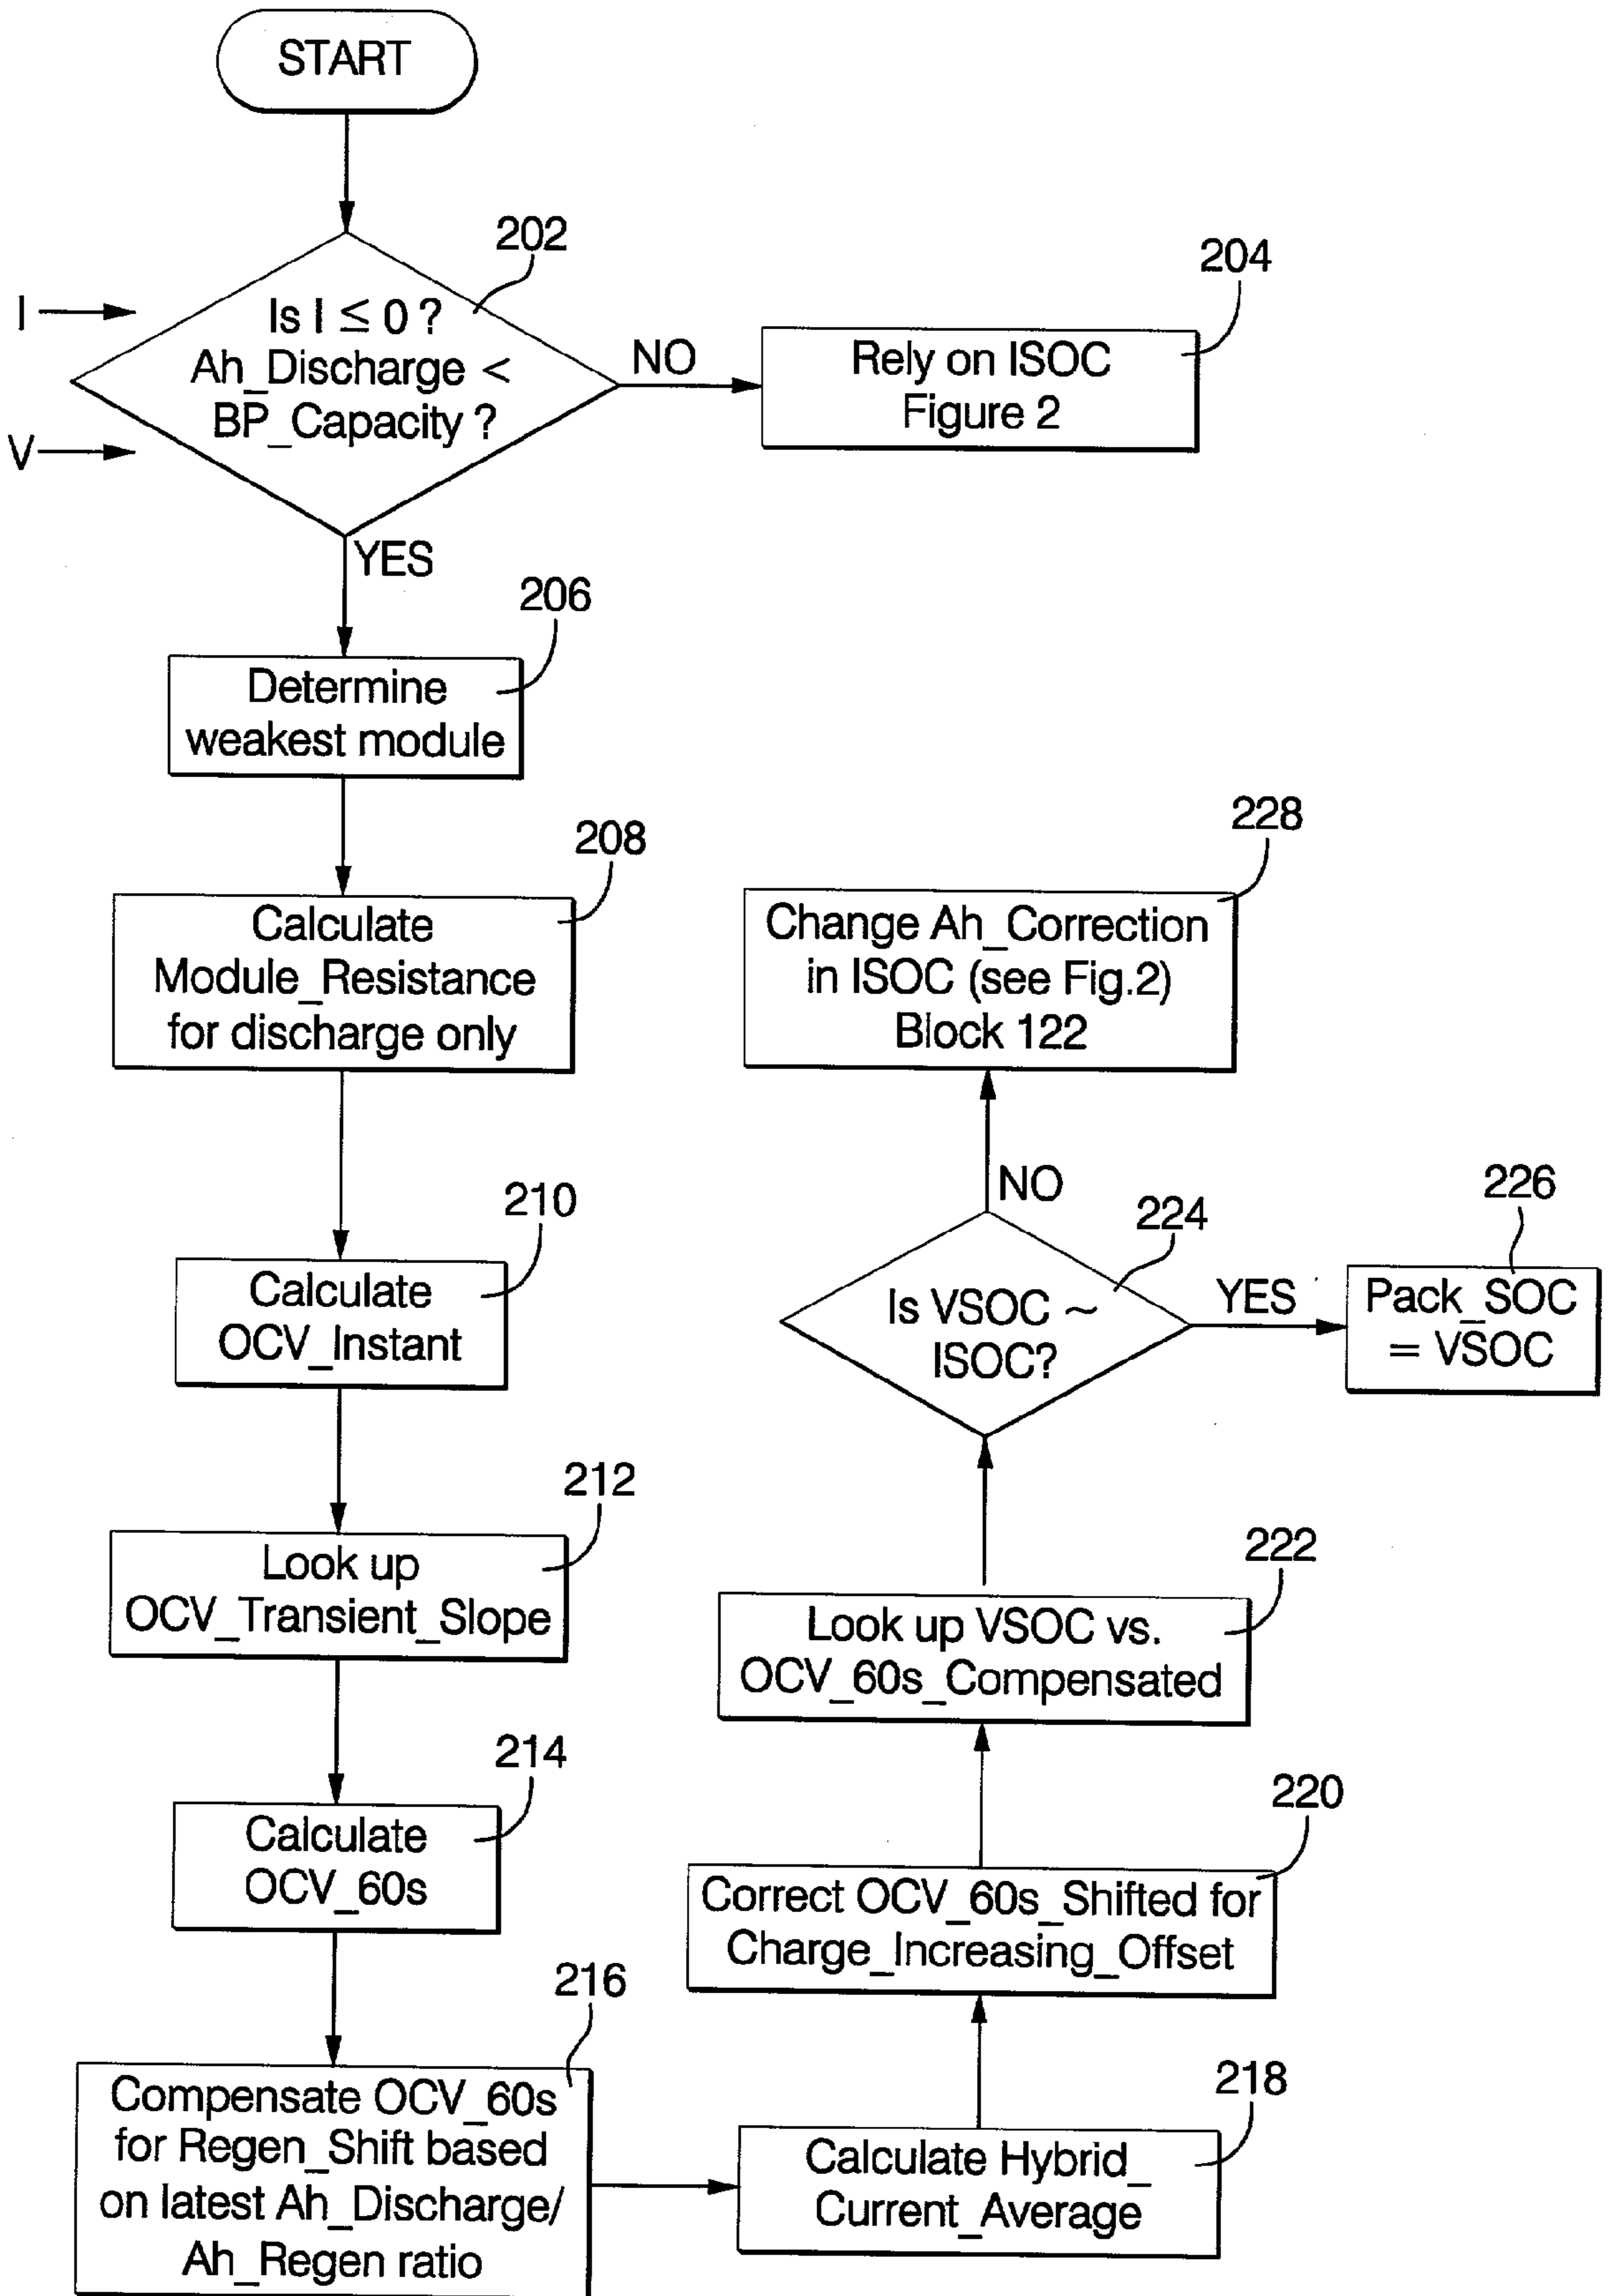 START
202
I
Is I ≤ 0 ?
Ah_Discharge <
BP_Capacity ?
V
NO
204
Rely on ISOC
Figure 2
YES
206
Determine
weakest module
208
Calculate
Module_Resistance
for discharge only
210
Calculate
OCV_Instant
212
Look up
OCV_Transient_Slope
214
Calculate
OCV_60s
216
Compensate OCV_60s
for Regen_Shift based
on latest Ah_Discharge/
Ah_Regen ratio
218
Calculate Hybrid_
Current_Average
220
Correct OCV_60s_Shifted for
Charge_Increasing_Offset
222
Look up VSOC vs.
OCV_60s_Compensated
224
Is VSOC ~
ISOC?
YES
226
Pack_SOC
= VSOC
NO
228
Change Ah_Correction
in ISOC (see Fig.2)
Block 122